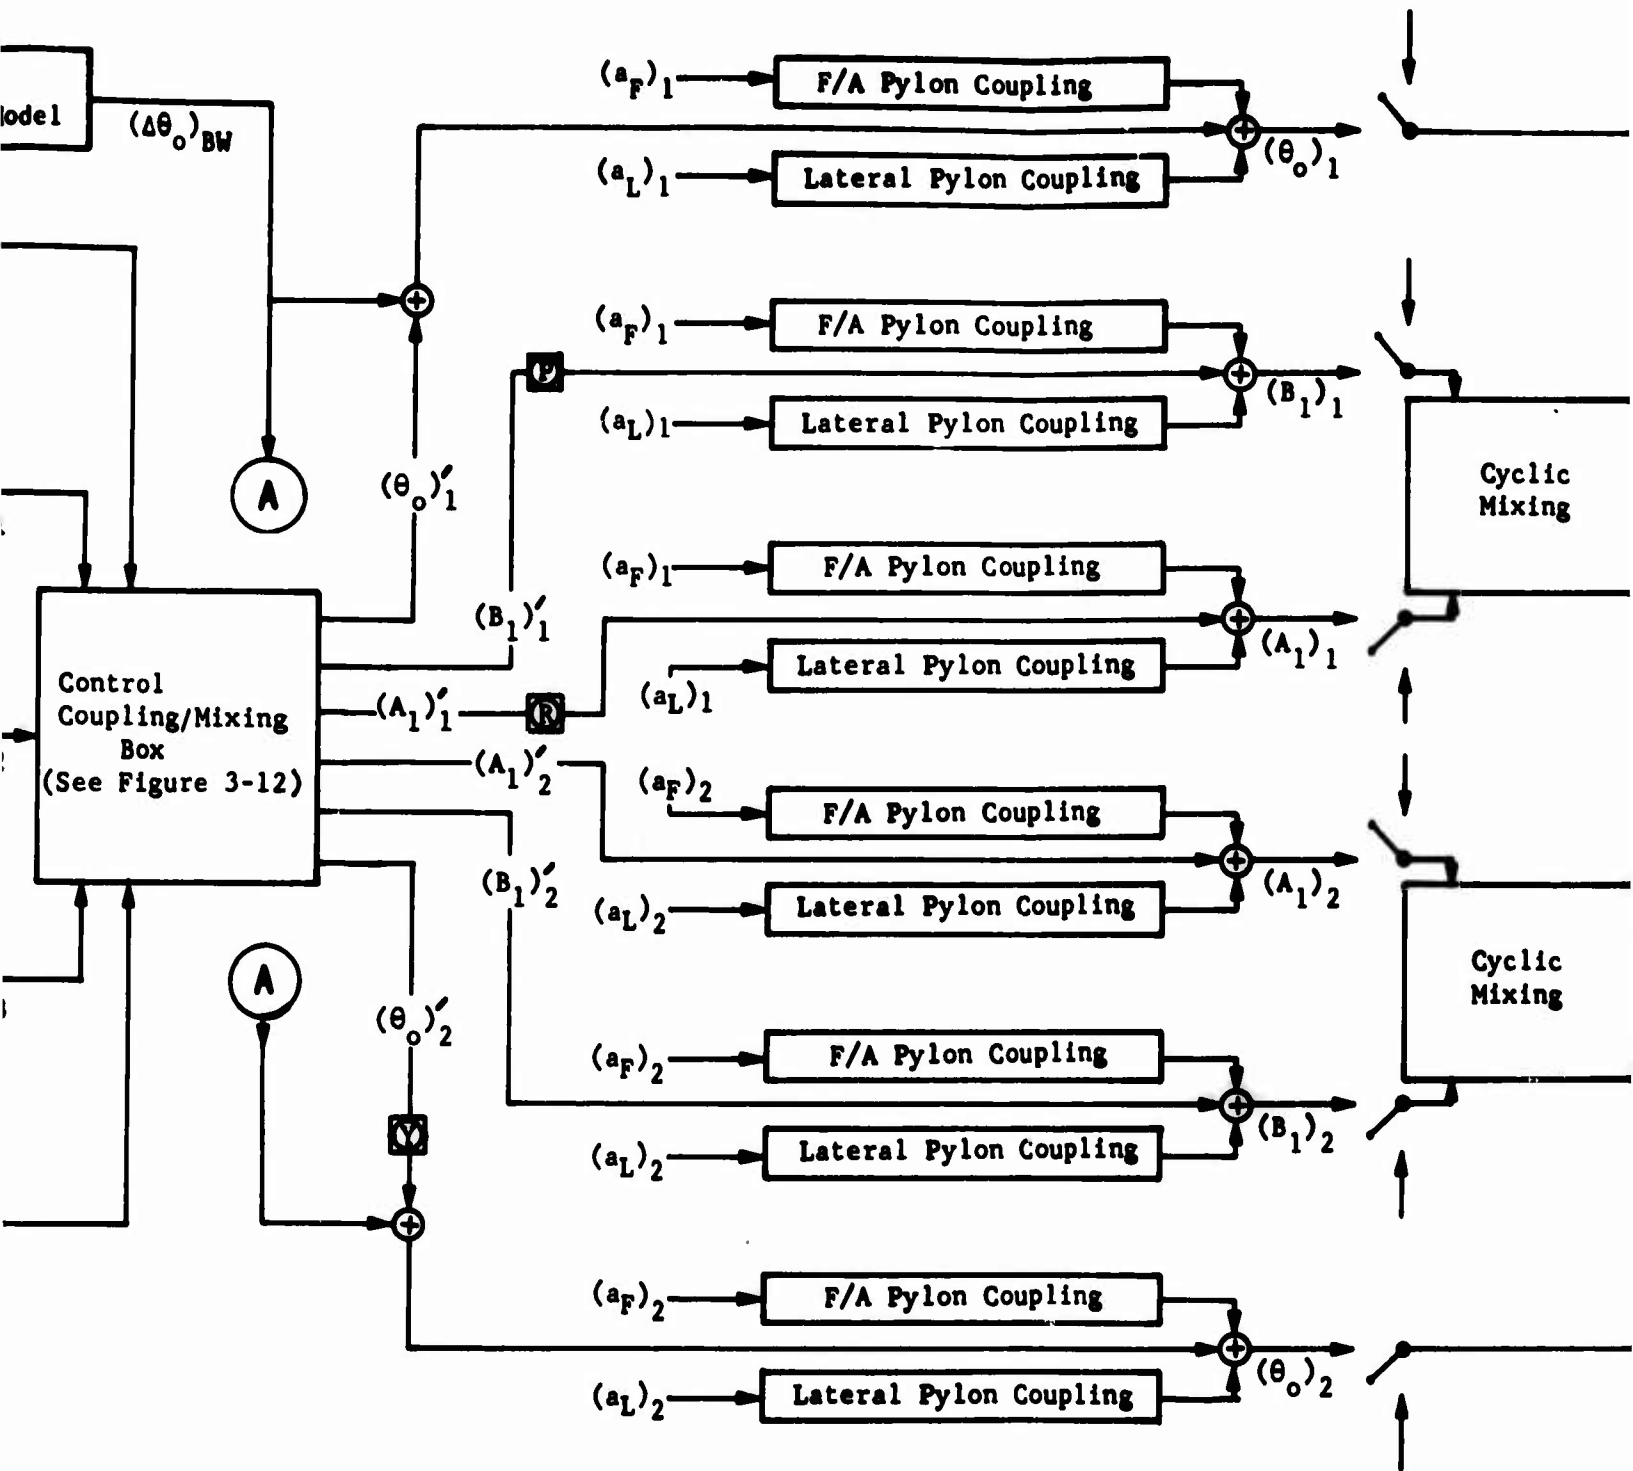 odel
(Δθo)BW
(aF)1
F/A Pylon Coupling
(θo)1
(aL)1
Lateral Pylon Coupling
(aF)1
F/A Pylon Coupling
P
(B1)1
(aL)1
Lateral Pylon Coupling
Cyclic
Mixing
A
(θo)′1
(aF)1
F/A Pylon Coupling
(B1)′1
(A1)1
Lateral Pylon Coupling
(aL)1
Control
Coupling/Mixing
Box
(See Figure 3-12)
(A1)′1
R
(A1)′2
(aF)2
F/A Pylon Coupling
(B1)′2
(A1)2
(aL)2
Lateral Pylon Coupling
Cyclic
Mixing
A
(θo)′2
(aF)2
F/A Pylon Coupling
Y
(B1)2
(aL)2
Lateral Pylon Coupling
(aF)2
F/A Pylon Coupling
(θo)2
(aL)2
Lateral Pylon Coupling